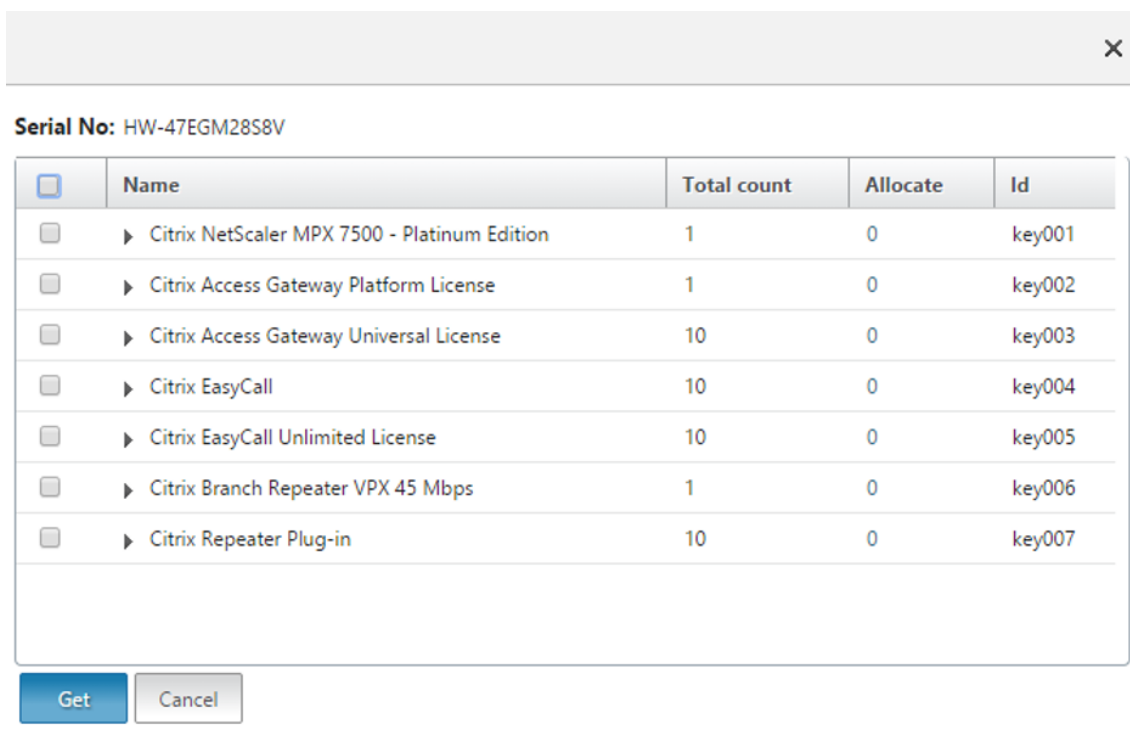 Serial No: HW-47EGM28S8V
Name Total count Allocate Id
Citrix NetScaler MPX 7500 - Platinum Edition 1 0 key001
Citrix Access Gateway Platform License 1 0 key002
Citrix Access Gateway Universal License 10 0 key003
Citrix EasyCall 10 0 key004
Citrix EasyCall Unlimited License 10 0 key005
Citrix Branch Repeater VPX 45 Mbps 1 0 key006
Citrix Repeater Plug-in 10 0 key007
Get Cancel